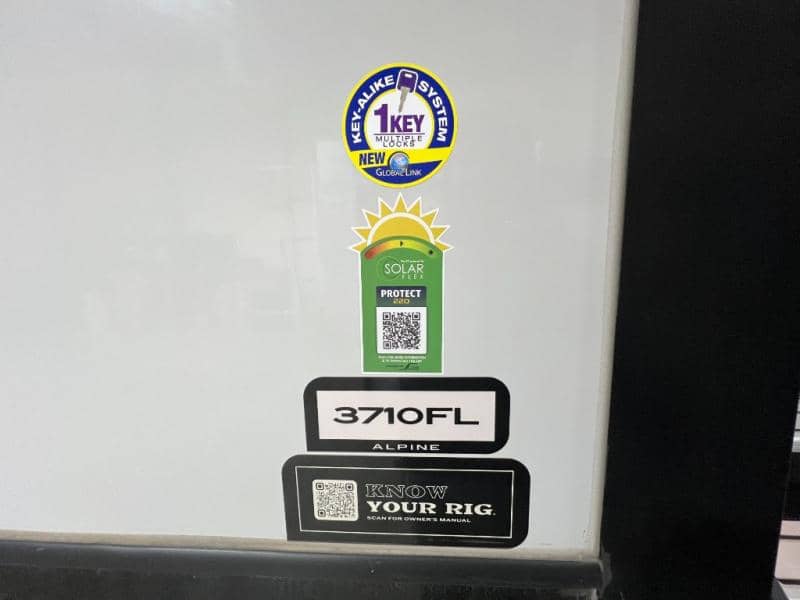 KEY-ALIKE SYSTEM
1KEY
MULTIPLE
LOCKS
NEW
GLOBAL LINK
SOLAR
FLEX
PROTECT
220
3710FL
ALPINE
KNOW
YOUR RIG.
SCAN FOR OWNER'S MANUAL